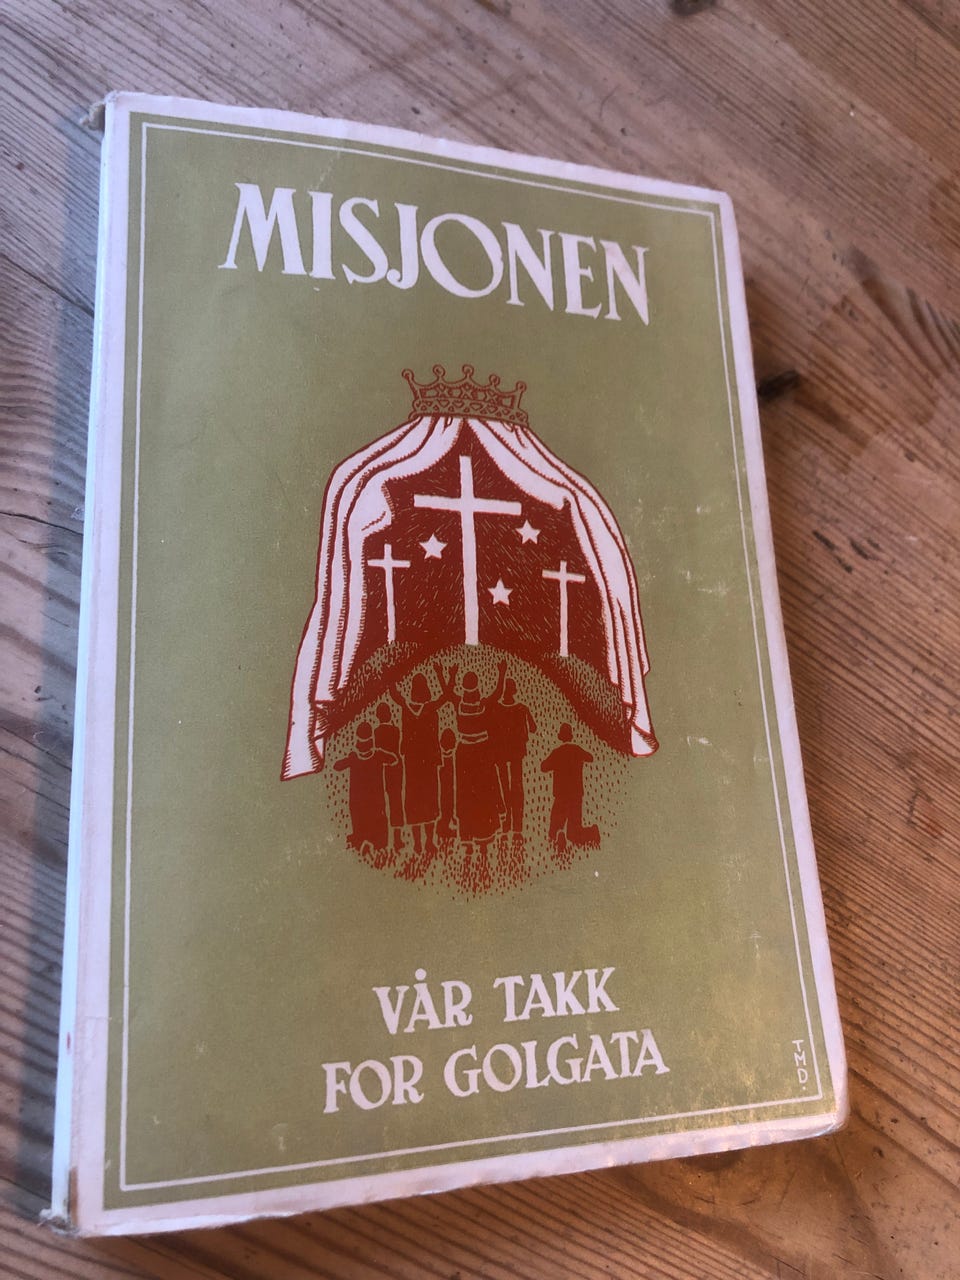 MISJONEN
VÅR TAKK
FOR GOLGATA
TMD.